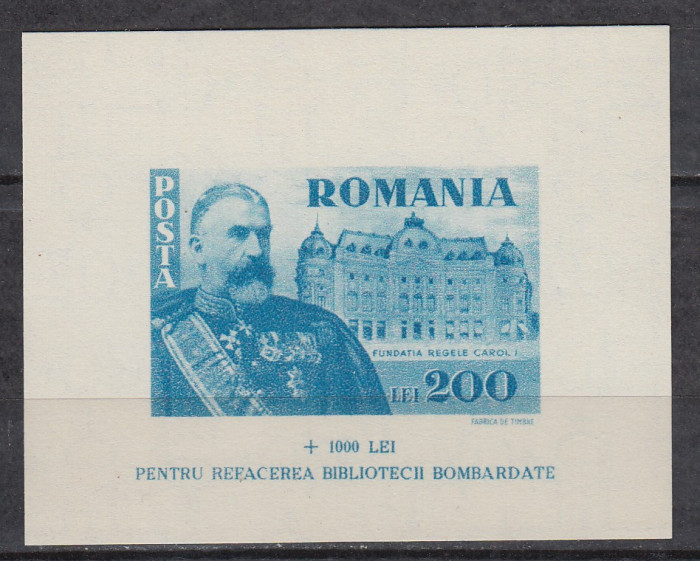 POSTA
ROMANIA
FUNDATIA REGELE CAROL I
LEI 200
FABRICA DE TIMBRE
+ 1000 LEI
PENTRU REFACEREA BIBLIOTECII BOMBARDATE